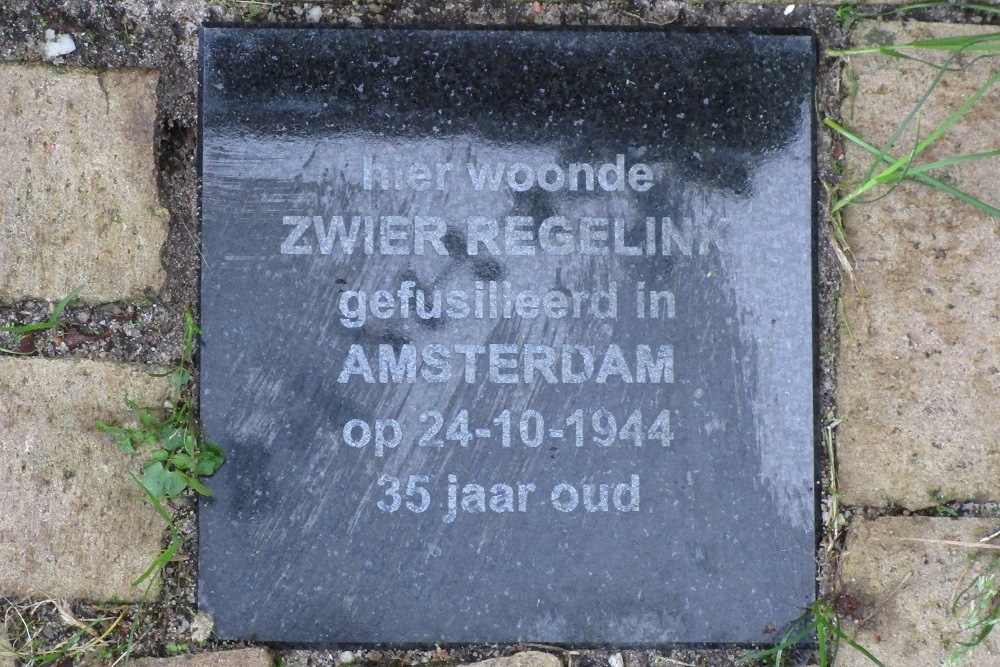 hier woonde
ZWIER REGELINK
gefusilleerd in
AMSTERDAM
op 24-10-1944
35 jaar oud